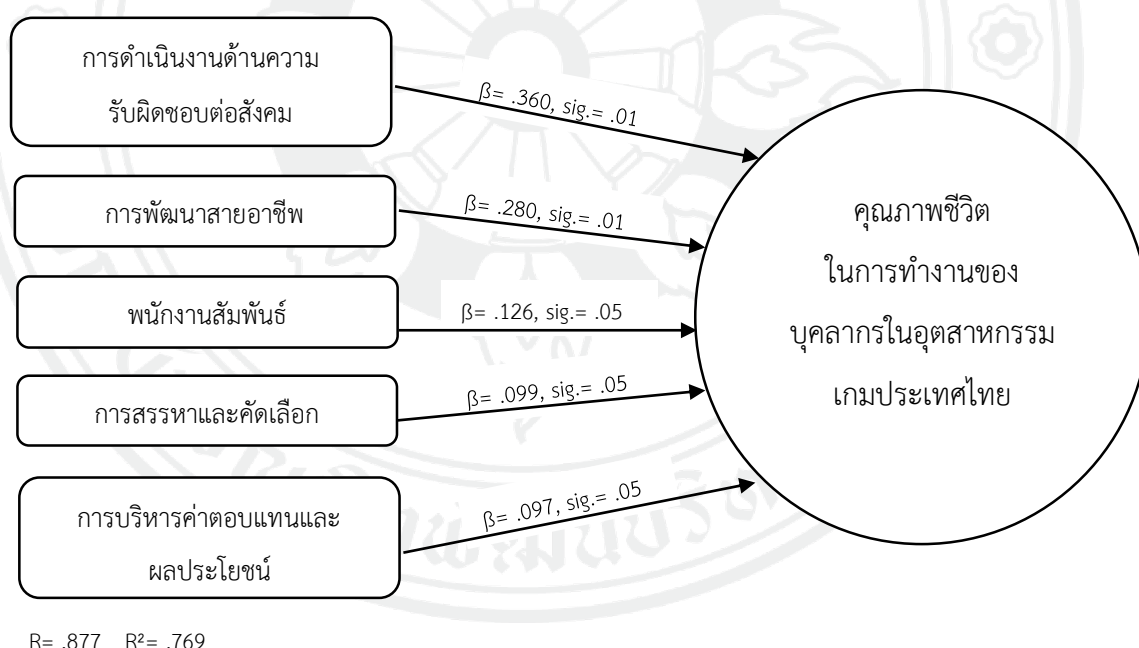 การดำเนินงานด้านความ
รับผิดชอบต่อสังคม
β= .360, sig.= .01
การพัฒนาสายอาชีพ
β= .280, sig.= .01
พนักงานสัมพันธ์
β= .126, sig.= .05
การสรรหาและคัดเลือก
β= .099, sig.= .05
การบริหารค่าตอบแทนและ
ผลประโยชน์
β= .097, sig.= .05
คุณภาพชีวิต
ในการทำงานของ
บุคลากรในอุตสาหกรรม
เกมประเทศไทย
R= .877 R²= .769